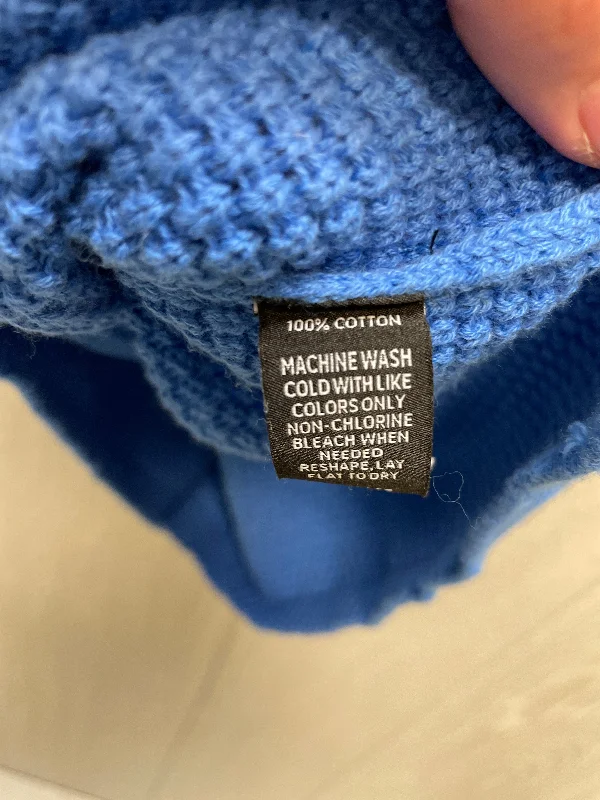 100% COTTON
MACHINE WASH
COLD WITH LIKE
COLORS ONLY
NON-CHLORINE
BLEACH WHEN
NEEDED
RESHAPE, LAY
FLAT TO DRY